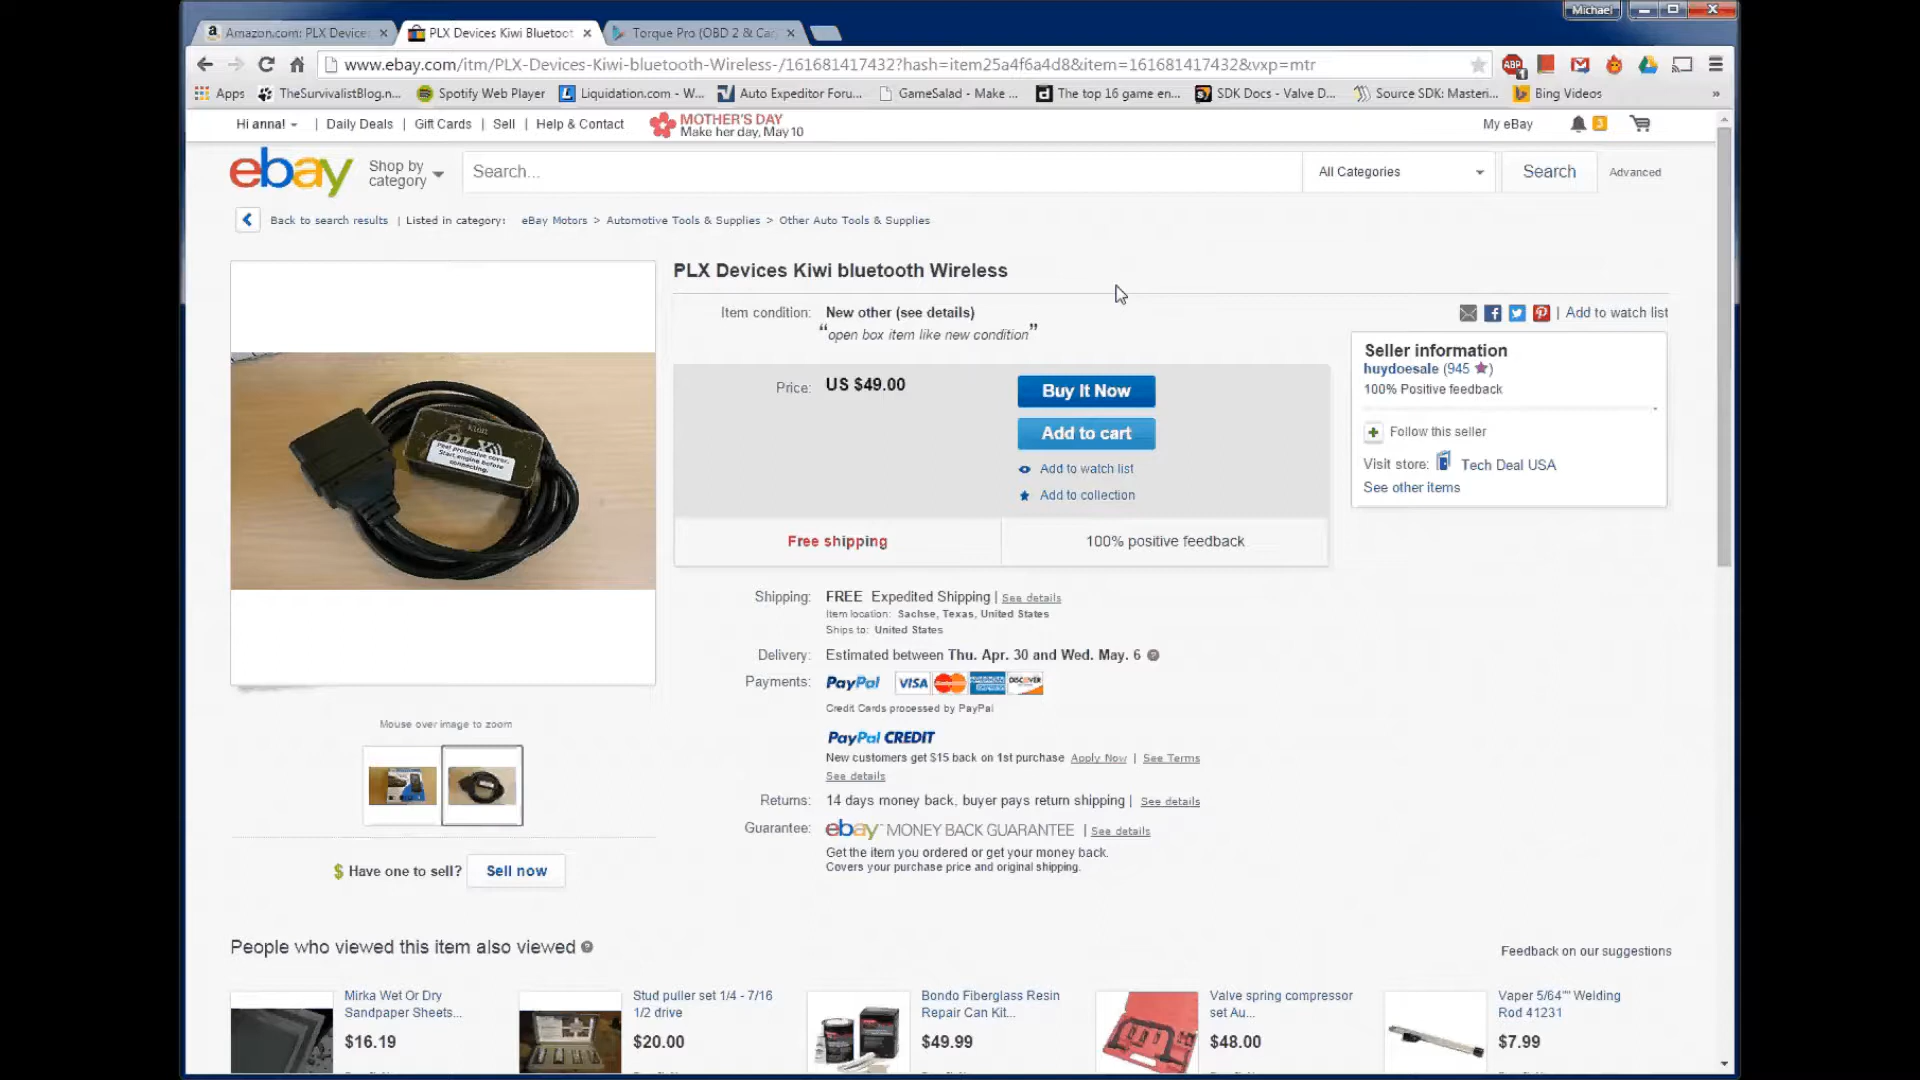 Michael
Amazon.com: PLX Device
PLX Devices Kiwi Bluetoot
Torque Pro (OBD 2 & Car
www.ebay.com/itm/PLX-Devices-Kiwi-bluetooth-Wireless-/161681417432?hash=item25a4f6a4d8&item=161681417432&vxp=mtr
ABP
1
Apps
TheSurvivalistBlog.n...
Spotify Web Player
Liquidation.com - W...
Auto Expeditor Foru...
GameSalad - Make ...
The top 16 game en...
SDK Docs - Valve D...
Source SDK: Masteri...
Bing Videos
»
Hi anna!
| Daily Deals | Gift Cards | Sell | Help & Contact
MOTHER'S DAY
Make her day, May 10
My eBay
3
ebay
Shop by
category
Search...
All Categories
Search
Advanced
Back to search results | Listed in category: eBay Motors > Automotive Tools & Supplies > Other Auto Tools & Supplies
PLX Devices Kiwi bluetooth Wireless
Item condition: New other (see details)
“open box item like new condition”
Price: US $49.00
Buy It Now
Add to cart
Add to watch list
Add to collection
Free shipping
100% positive feedback
| Add to watch list
Seller information
huydoesale (945 ★)
100% Positive feedback
Follow this seller
Visit store: Tech Deal USA
See other items
kiwi
PLX
Peel protective cover.
Start engine before
connecting.
Shipping: FREE Expedited Shipping | See details
Item location: Sachse, Texas, United States
Ships to: United States
Delivery: Estimated between Thu. Apr. 30 and Wed. May. 6
Payments: PayPal VISA MasterCard AMERICAN EXPRESS DISCOVER
Credit Cards processed by PayPal
PayPal CREDIT
New customers get $15 back on 1st purchase Apply Now | See Terms
See details
Returns: 14 days money back, buyer pays return shipping | See details
Guarantee: ebay MONEY BACK GUARANTEE | See details
Get the item you ordered or get your money back.
Covers your purchase price and original shipping.
Mouse over image to zoom
$ Have one to sell? Sell now
People who viewed this item also viewed
Feedback on our suggestions
Mirka Wet Or Dry
Sandpaper Sheets...
$16.19
Stud puller set 1/4 - 7/16
1/2 drive
$20.00
Bondo Fiberglass Resin
Repair Can Kit...
$49.99
Valve spring compressor
set Au...
$48.00
Vaper 5/64"" Welding
Rod 41231
$7.99